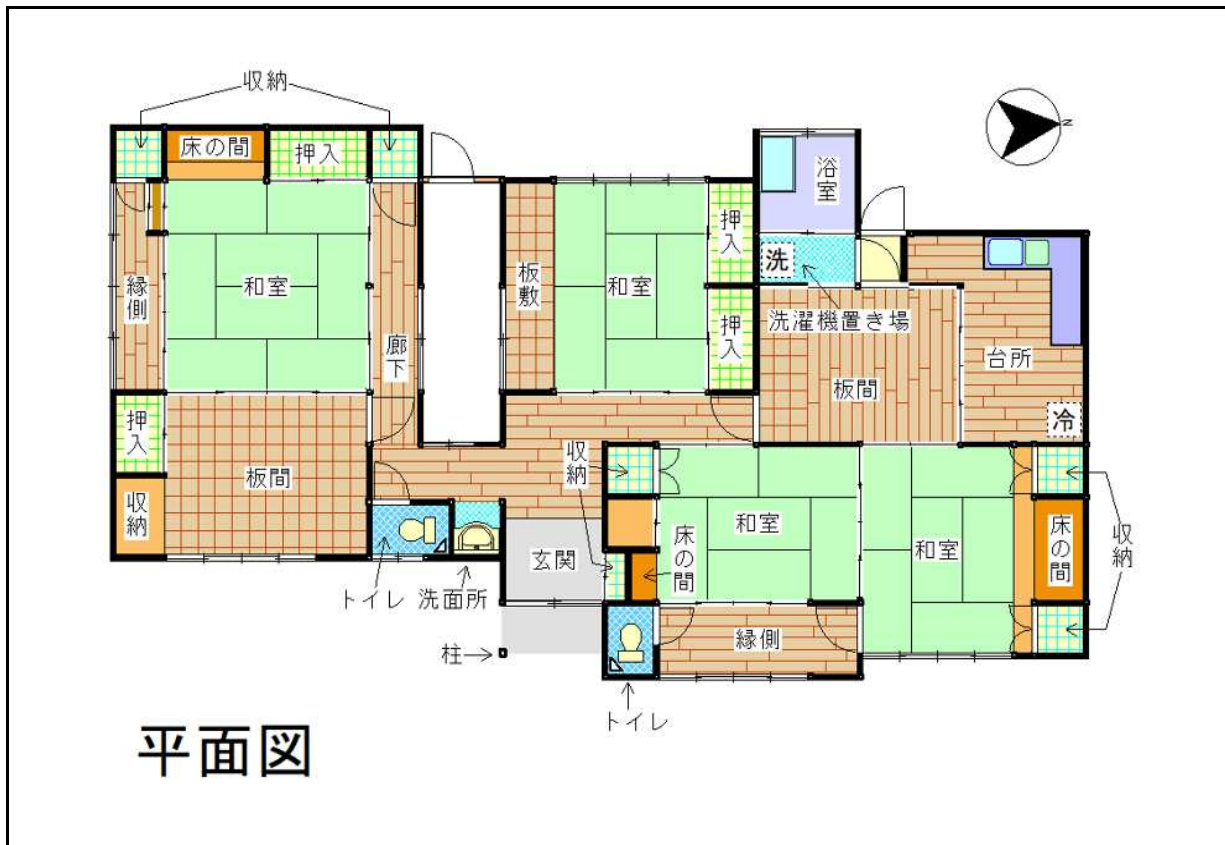 収納
床の間
押入
N
浴室
和室
板敷
和室
押入
押入
洗
縁側
洗濯機置き場
廊下
台所
板間
冷
押入
板間
収納
収納
和室
床の間
和室
床の間
収納
玄関
トイレ
洗面所
縁側
柱
トイレ
平面図